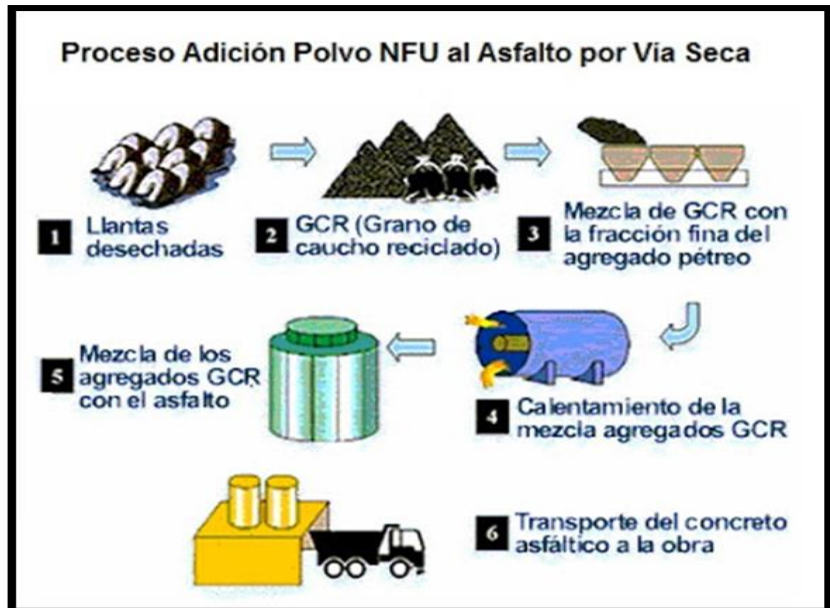 Proceso Adición Polvo NFU al Asfalto por Vía Seca
1 Llantas
desechadas
2 GCR (Grano de
caucho reciclado)
3 Mezcla de GCR con
la fracción fina del
agregado pétreo
4 Calentamiento de la
mezcla agregados GCR
5 Mezcla de los
agregados GCR
con el asfalto
6 Transporte del concreto
asfáltico a la obra